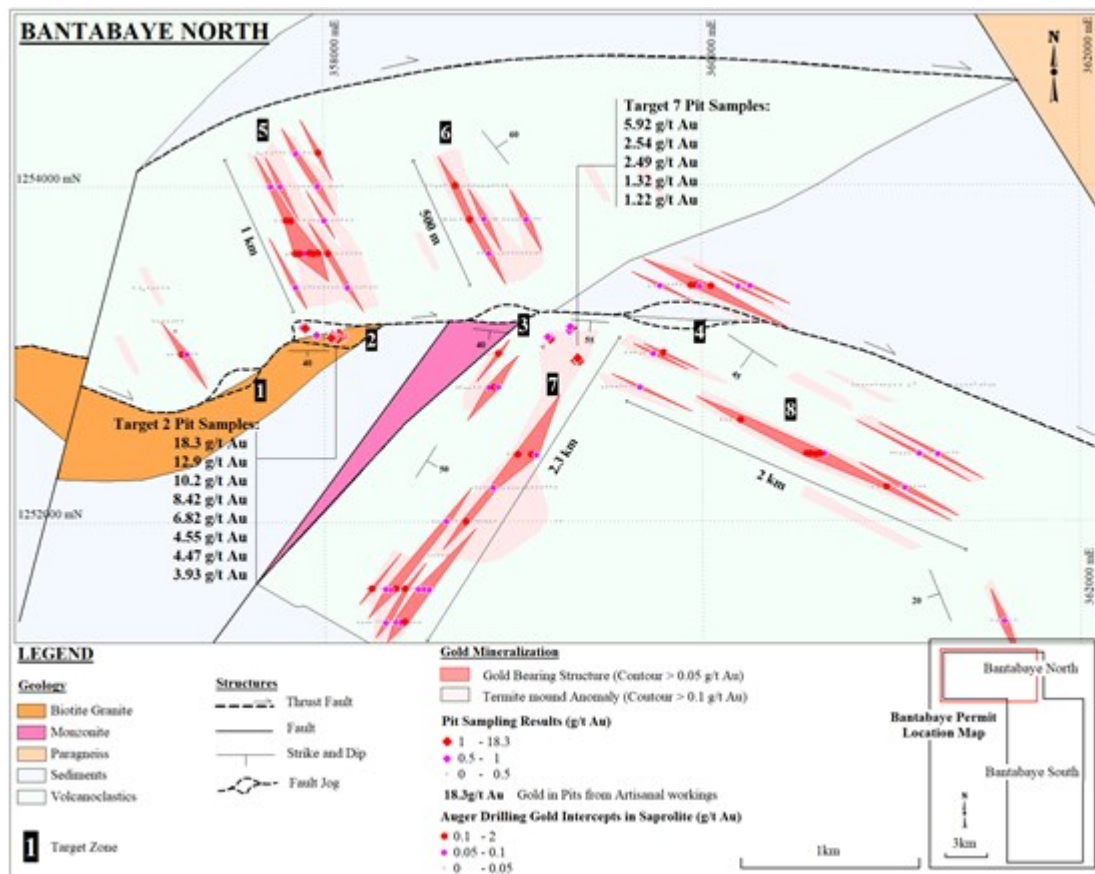 BANTABAYE NORTH
358000 mE
360000 mE
362000 mE
N
Target 7 Pit Samples:
5.92 g/t Au
2.54 g/t Au
2.49 g/t Au
1.32 g/t Au
1.22 g/t Au
5
6
60
1254000 mN
1 km
500 m
2
3
4
40
40
55
1
7
45
8
Target 2 Pit Samples:
18.3 g/t Au
12.9 g/t Au
10.2 g/t Au
8.42 g/t Au
6.82 g/t Au
4.55 g/t Au
4.47 g/t Au
3.93 g/t Au
50
2.3 km
2 km
1252000 mN
20
362000 mE
LEGEND
Geology
Biotite Granite
Monzonite
Paragneiss
Sediments
Volcanoclastics
1 Target Zone
Structures
Thrust Fault
Fault
Strike and Dip
Fault Jog
Gold Mineralization
Gold Bearing Structure (Contour > 0.05 g/t Au)
Termite mound Anomaly (Contour > 0.1 g/t Au)
Pit Sampling Results (g/t Au)
1 - 18.3
0.5 - 1
0 - 0.5
18.3g/t Au Gold in Pits from Artisanal workings
Auger Drilling Gold Intercepts in Saprolite (g/t Au)
0.1 - 2
0.05 - 0.1
0 - 0.05
1km
Bantabaye North
Bantabaye Permit
Location Map
Bantabaye South
N
3km